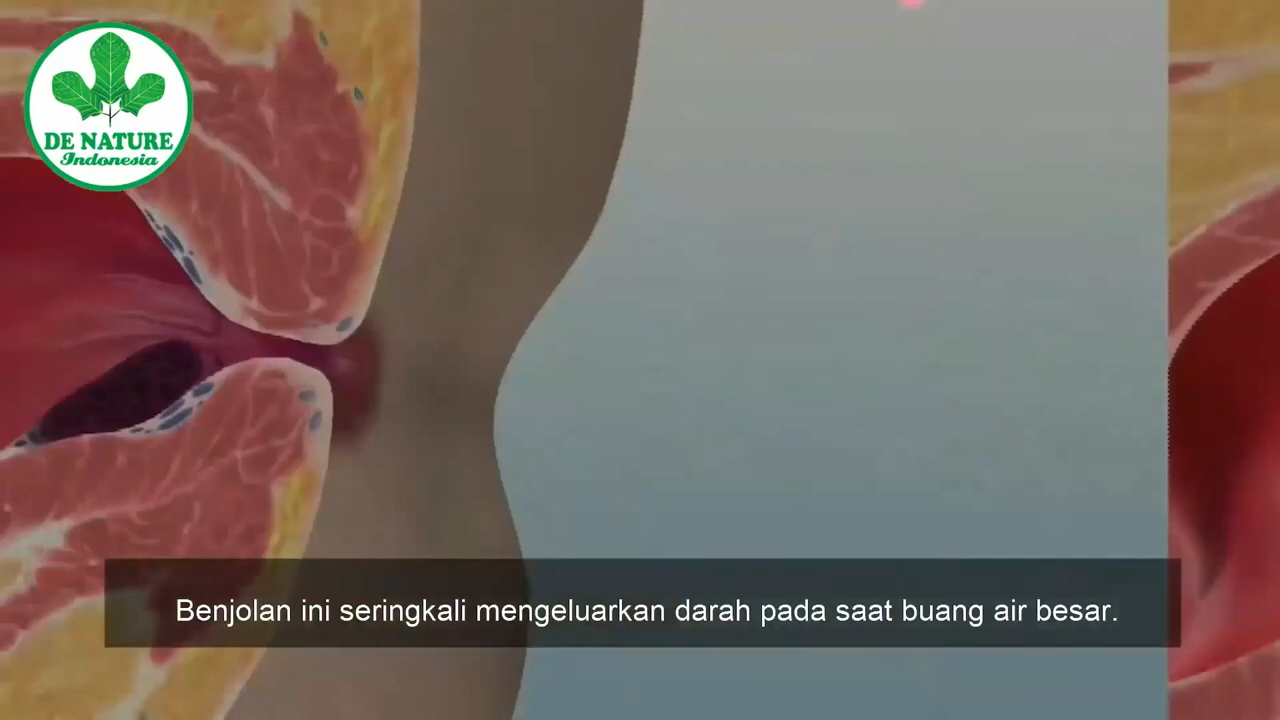 DE NATURE
Indonesia
Benjolan ini seringkali mengeluarkan darah pada saat buang air besar.